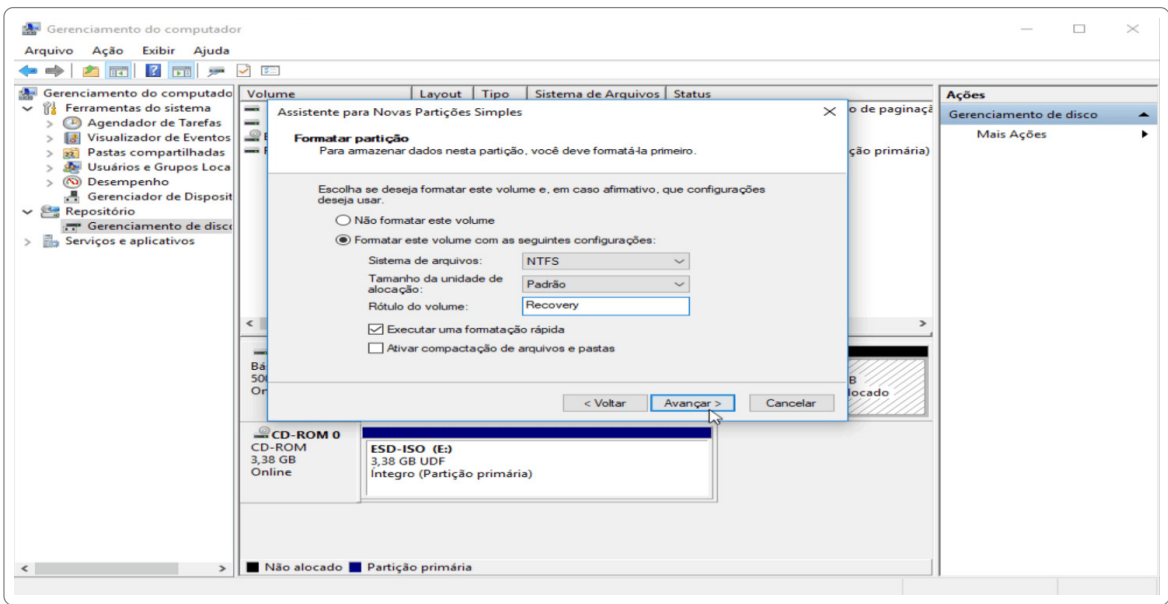 Gerenciamento do computador
Arquivo Ação Exibir Ajuda
Gerenciamento do computado
Ferramentas do sistema
Agendador de Tarefas
Visualizador de Eventos
Pastas compartilhadas
Usuários e Grupos Loca
Desempenho
Gerenciador de Disposit
Repositório
Gerenciamento de disco
Serviços e aplicativos
Volume Layout Tipo Sistema de Arquivos Status
o de paginaçã
ção primária)
Assistente para Novas Partições Simples
Formatar partição
Para armazenar dados nesta partição, você deve formatá-la primeiro.
Escolha se deseja formatar este volume e, em caso afirmativo, que configurações
deseja usar.
Não formatar este volume
Formatar este volume com as seguintes configurações:
Sistema de arquivos: NTFS
Tamanho da unidade de
alocação: Padrão
Rótulo do volume: Recovery
Executar uma formatação rápida
Ativar compactação de arquivos e pastas
< Voltar Avançar > Cancelar
Bá
500
On
B
locado
CD-ROM 0
CD-ROM
3,38 GB
Online
ESD-ISO (E:)
3,38 GB UDF
Íntegro (Partição primária)
Não alocado Partição primária
Ações
Gerenciamento de disco
Mais Ações